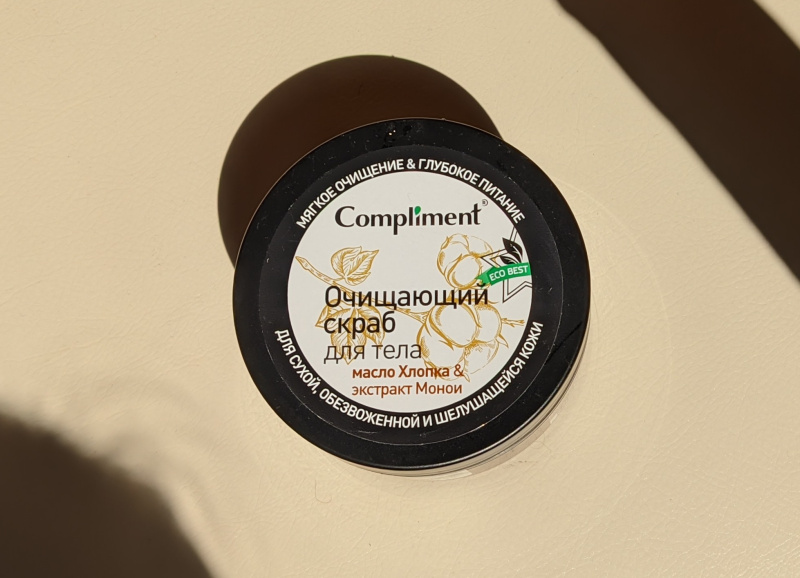 МЯГКОЕ ОЧИЩЕНИЕ & ГЛУБОКОЕ ПИТАНИЕ
Compliment®
ECO BEST
Очищающий
скраб
для тела
масло Хлопка &
экстракт Монои
ДЛЯ СУХОЙ, ОБЕЗВОЖЕННОЙ И ШЕЛУШАЩЕЙСЯ КОЖИ